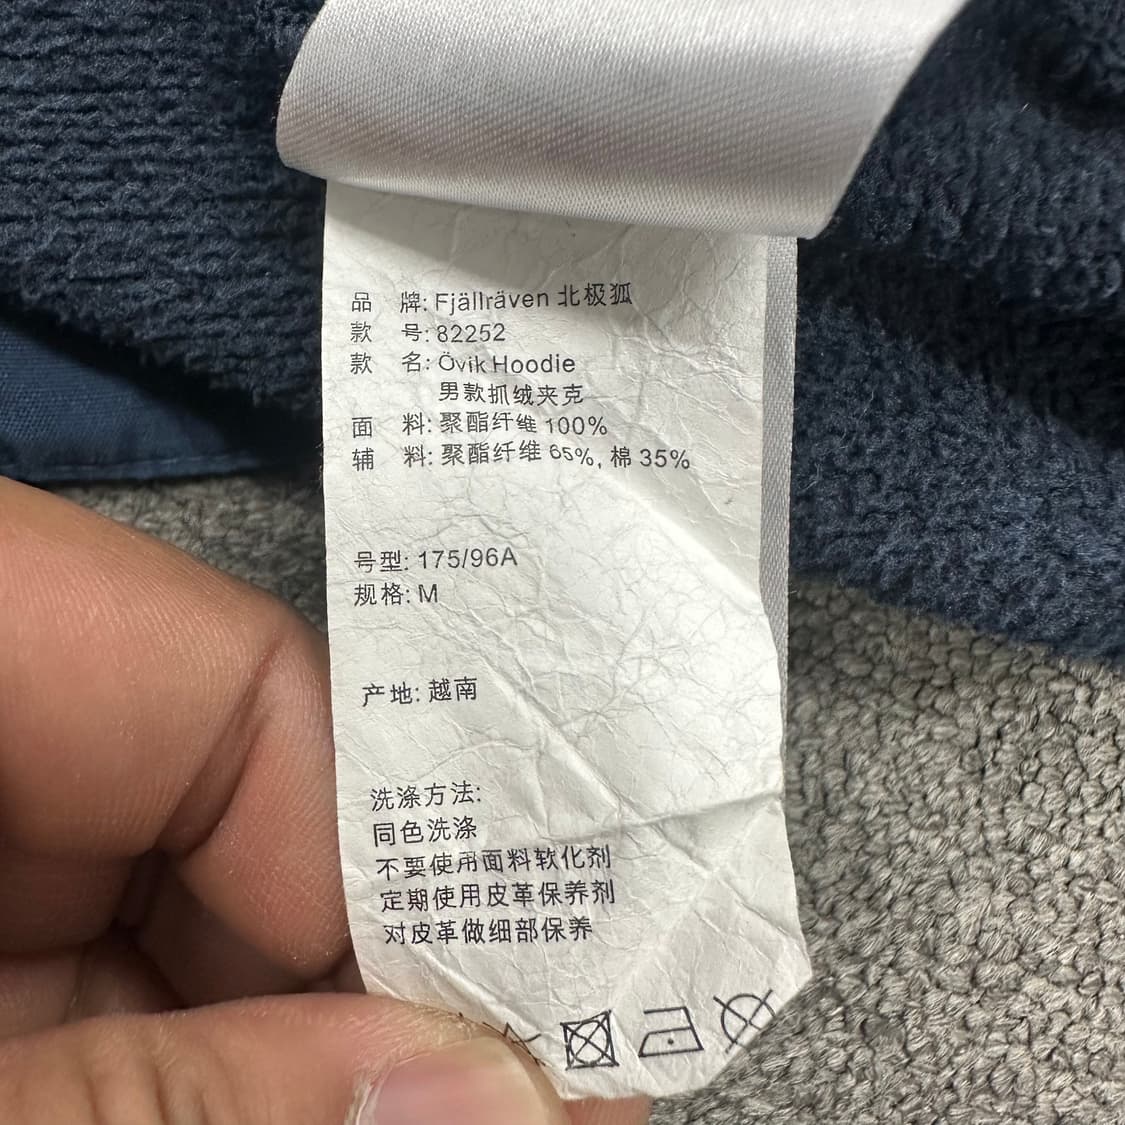 品 牌: Fjällräven 北极狐
款 号: 82252
款 名: Övik Hoodie
男款抓绒夹克
面 料: 聚酯纤维 100%
辅 料: 聚酯纤维 65%, 棉 35%
号型: 175/96A
规格: M
产地: 越南
洗涤方法:
同色洗涤
不要使用面料软化剂
定期使用皮革保养剂
对皮革做细部保养